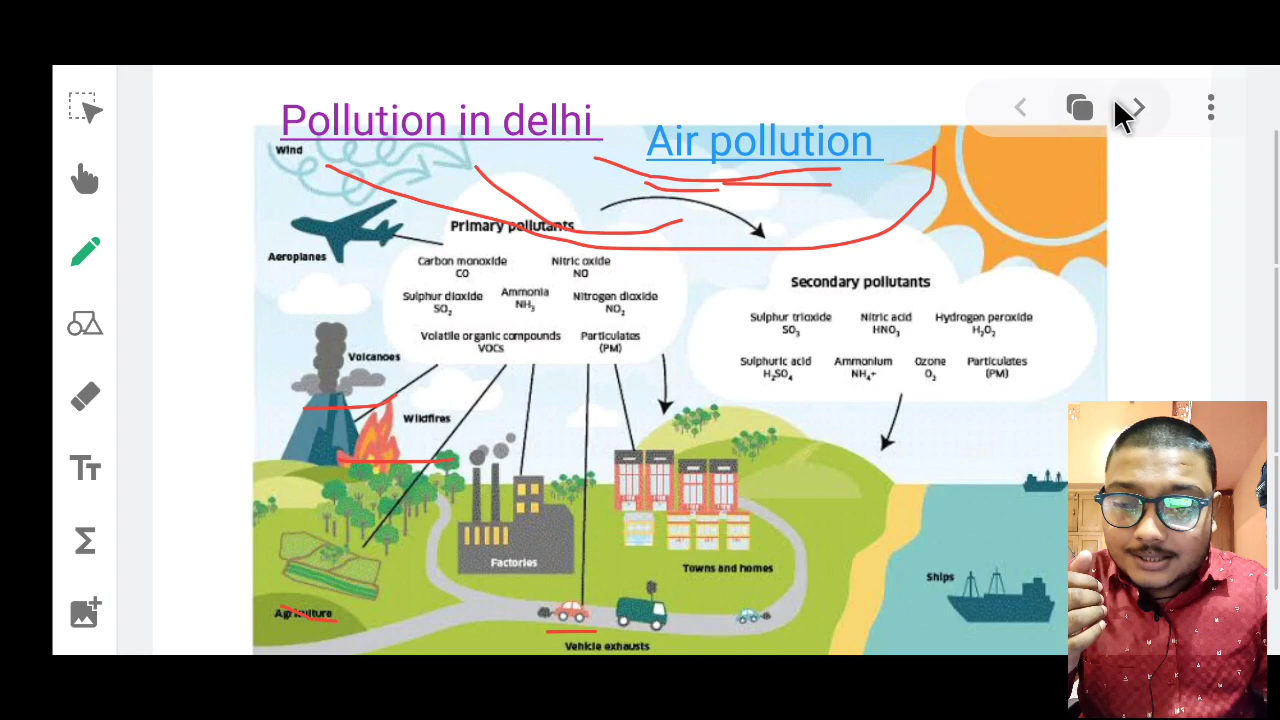 Pollution in delhi
Air pollution
Wind
Primary pollutants
Aeroplanes
Carbon monoxide Nitric oxide
CO NO
Sulphur dioxide Ammonia Nitrogen dioxide
SO₂ NH₃ NO₂
Volatile organic compounds Particulates
VOCs (PM)
Secondary pollutants
Sulphur trioxide Nitric acid Hydrogen peroxide
SO₃ HNO₃ H₂O₂
Sulphuric acid Ammonium Ozone Particulates
H₂SO₄ NH₄+ O₃ (PM)
Volcanoes
Wildfires
Factories
Towns and homes
Ships
Agriculture
Vehicle exhausts
Tт
Σ